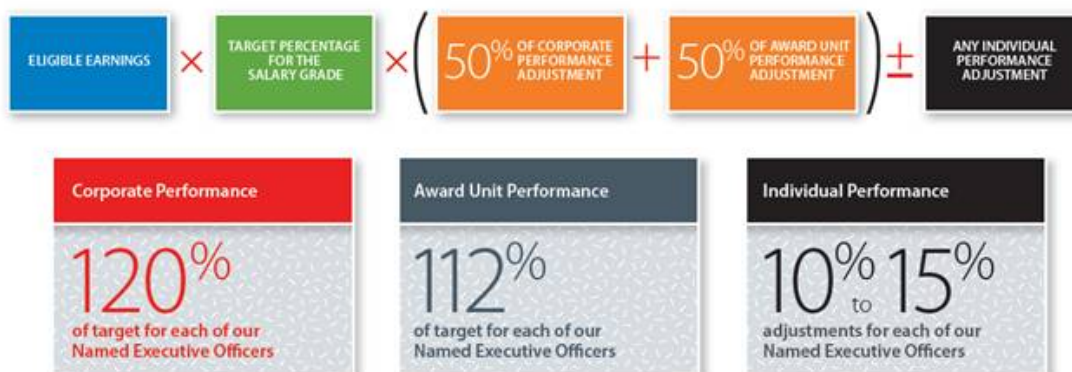 ELIGIBLE EARNINGS
×
TARGET PERCENTAGE
FOR THE
SALARY GRADE
×
(
50% OF CORPORATE
PERFORMANCE
ADJUSTMENT
+
50% OF AWARD UNIT
PERFORMANCE
ADJUSTMENT
)
±
ANY INDIVIDUAL
PERFORMANCE
ADJUSTMENT
Corporate Performance
120%
of target for each of our
Named Executive Officers
Award Unit Performance
112%
of target for each of our
Named Executive Officers
Individual Performance
10% to 15%
adjustments for each of our
Named Executive Officers